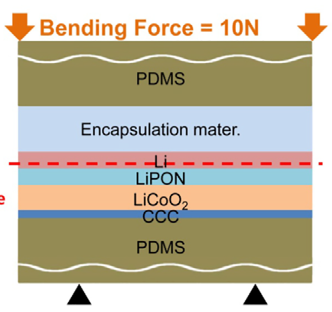 Bending Force = 10N
PDMS
Encapsulation mater.
Li
LiPON
e
LiCoO₂
CCC
PDMS